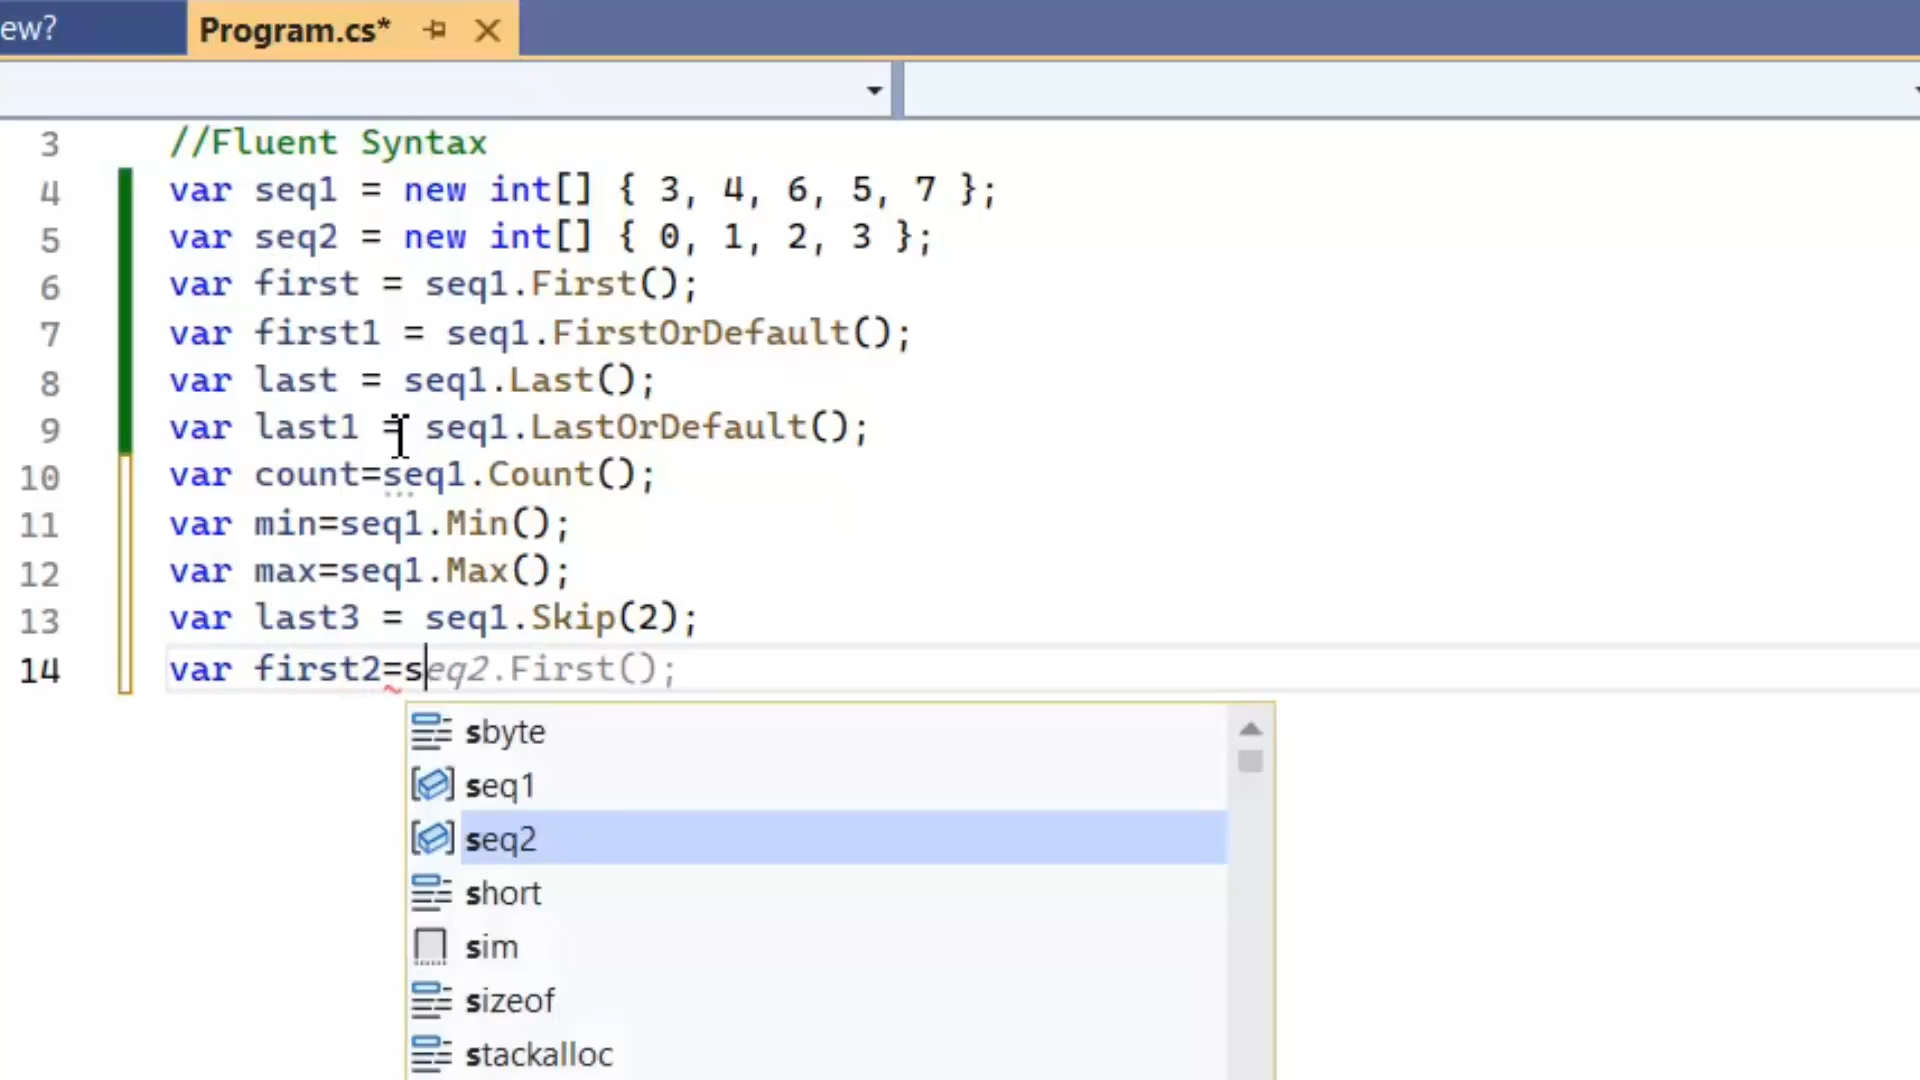 ew?
Program.cs*
3 //Fluent Syntax
4 var seq1 = new int[] { 3, 4, 6, 5, 7 };
5 var seq2 = new int[] { 0, 1, 2, 3 };
6 var first = seq1.First();
7 var first1 = seq1.FirstOrDefault();
8 var last = seq1.Last();
9 var last1 = seq1.LastOrDefault();
10 var count=seq1.Count();
11 var min=seq1.Min();
12 var max=seq1.Max();
13 var last3 = seq1.Skip(2);
14 var first2=seq2.First();
sbyte
seq1
seq2
short
sim
sizeof
stackalloc